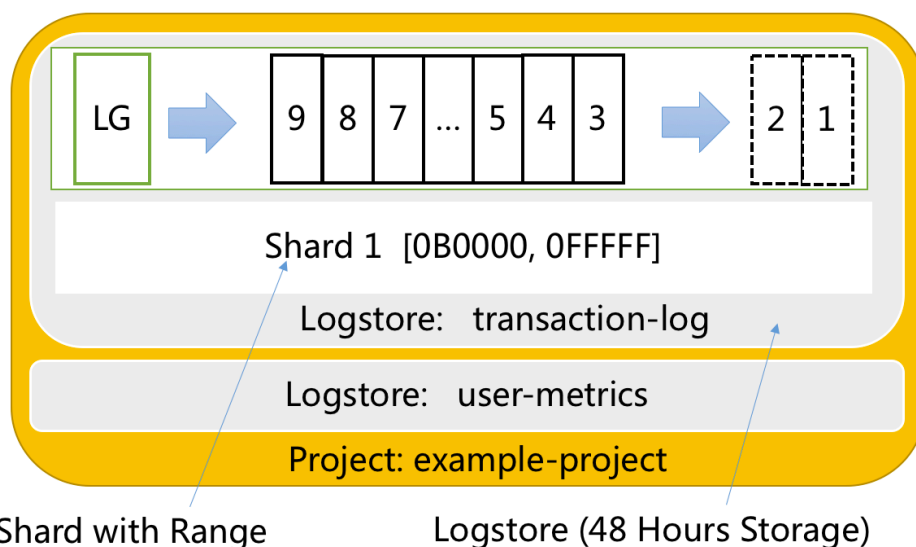 LG 9 8 7 ... 5 4 3 2 1
Shard 1 [0B0000, 0FFFFF]
Logstore: transaction-log
Logstore: user-metrics
Project: example-project
Shard with Range Logstore (48 Hours Storage)